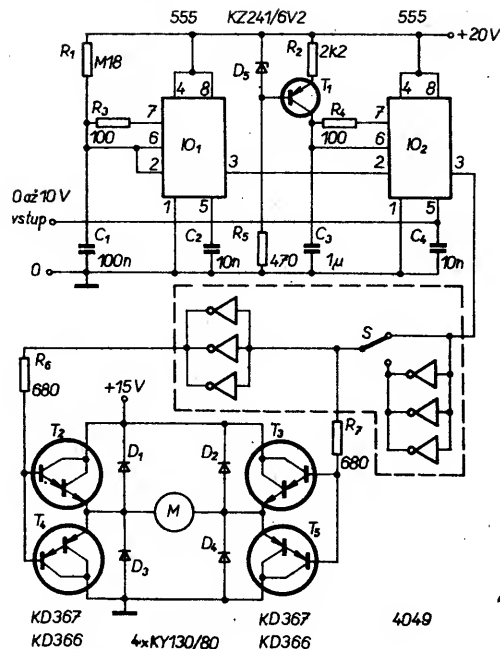 555
KZ241/6V2
555
+20V
R1
M18
R2
2k2
4
8
D5
T1
4
8
R3
100
7
6
2
IO1
3
R4
100
7
6
2
IO2
3
1
5
1
5
0 až 10 V
vstup
C1
100n
C2
10n
R5
470
C3
1µ
C4
10n
0
S
R6
680
+15V
R7
680
T2
D1
D2
T3
M
T4
D3
D4
T5
KD367
KD366
4xKY130/80
KD367
KD366
4049